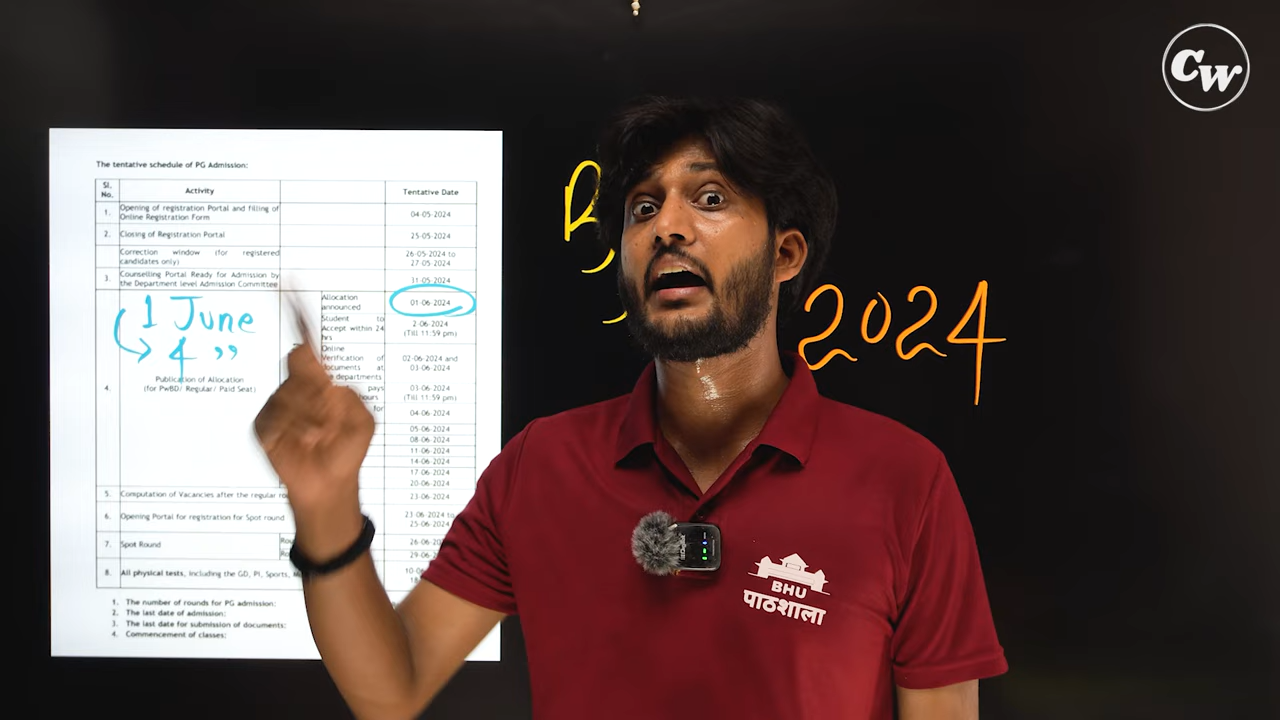 CW
The tentative schedule of PG Admission:
Sl. No. Activity Tentative Date
1. Opening of registration Portal and filling of Online Registration Form 04-05-2024
2. Closing of Registration Portal 25-05-2024
Correction window (for registered candidates only) 26-05-2024 to 27-05-2024
3. Counselling Portal Ready for Admission by the Department level Admission Committee 11-05-2024
Allocation announced 01-06-2024
1 June
4 ”
Student to Accept within 24 hrs 2-06-2024 (Till 11:59 pm)
Online Verification of documents at departments 02-06-2024 and 03-06-2024
4. Publication of Allocation (for PwBD/ Regular/ Paid Seat)
pays hours 03-06-2024 (Till 11:59 pm)
for 04-06-2024
05-06-2024
08-06-2024
11-06-2024
14-06-2024
17-06-2024
20-06-2024
5. Computation of Vacancies after the regular 23-06-2024
6. Opening Portal for registration for Spot round 23-06-2024 to 25-06-2024
7. Spot Round 26-06
29-06
8. All physical tests, including the GD, PI, Sports,
1. The number of rounds for PG admission:
2. The last date of admission:
3. The last date for submission of documents:
4. Commencement of classes:
2024
BHU
पाठशाला